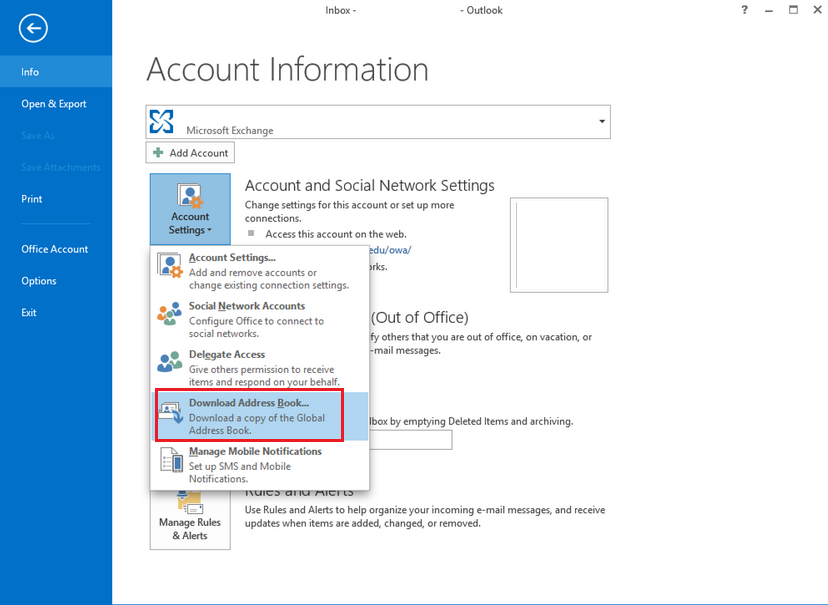 Inbox - - Outlook
?
Info
Open & Export
Save As
Save Attachments
Print
Office Account
Options
Exit
Account Information
Microsoft Exchange
Add Account
Account
Settings
Account and Social Network Settings
Change settings for this account or set up more
connections.
Access this account on the web.
edu/owa/
rks.
Account Settings...
Add and remove accounts or
change existing connection settings.
Social Network Accounts
Configure Office to connect to
social networks.
Delegate Access
Give others permission to receive
items and respond on your behalf.
Download Address Book...
Download a copy of the Global
Address Book.
Manage Mobile Notifications
Set up SMS and Mobile
Notifications.
(Out of Office)
fy others that you are out of office, on vacation, or
-mail messages.
lbox by emptying Deleted Items and archiving.
Manage Rules
& Alerts
Rules and Alerts
Use Rules and Alerts to help organize your incoming e-mail messages, and receive
updates when items are added, changed, or removed.